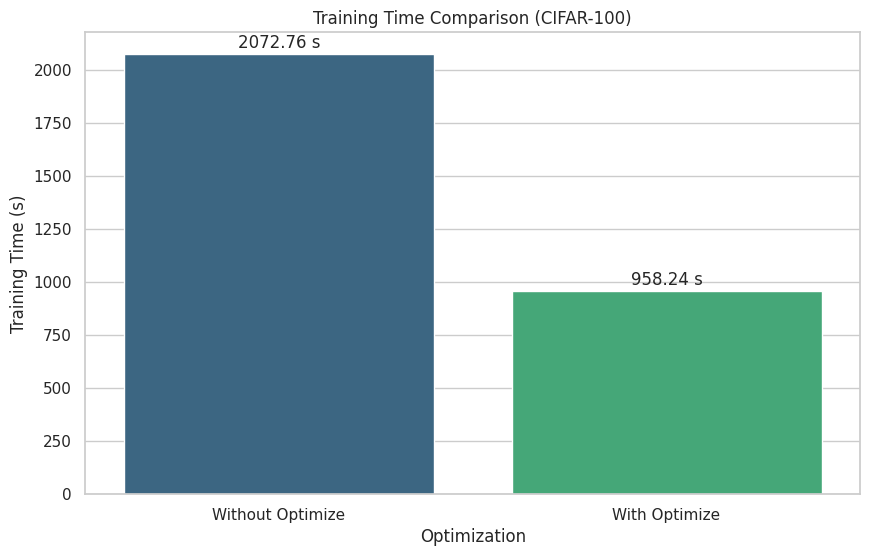 Training Time Comparison (CIFAR-100)
2072.76 s
958.24 s
Training Time (s)
2000
1750
1500
1250
1000
750
500
250
0
Without Optimize
With Optimize
Optimization